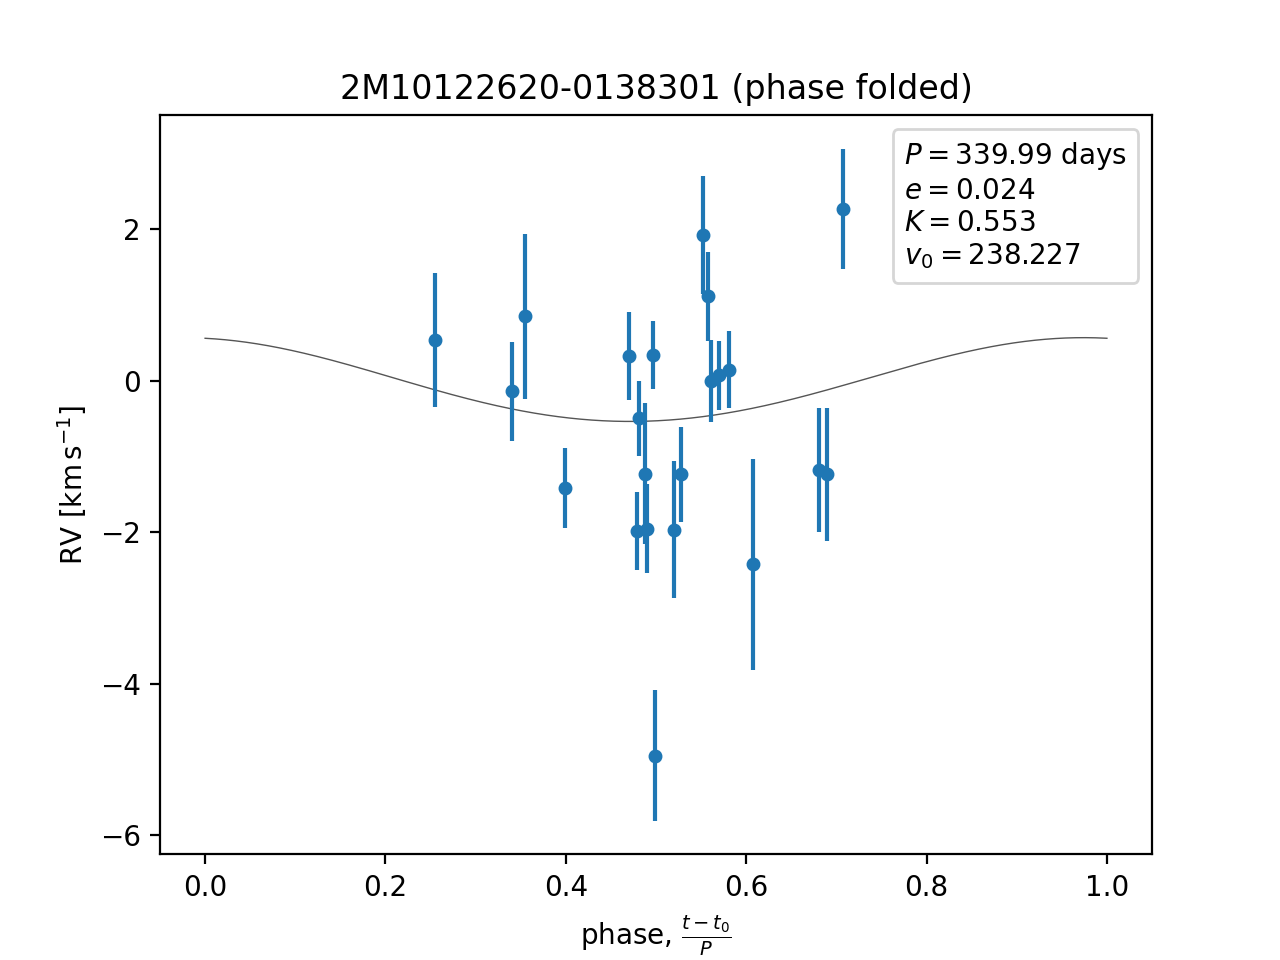 2M10122620-0138301 (phase folded)
P = 339.99 days
e = 0.024
K = 0.553
v₀ = 238.227
RV [km s⁻¹]
2
0
−2
−4
−6
0.0 0.2 0.4 0.6 0.8 1.0
phase, (t − t₀)/P